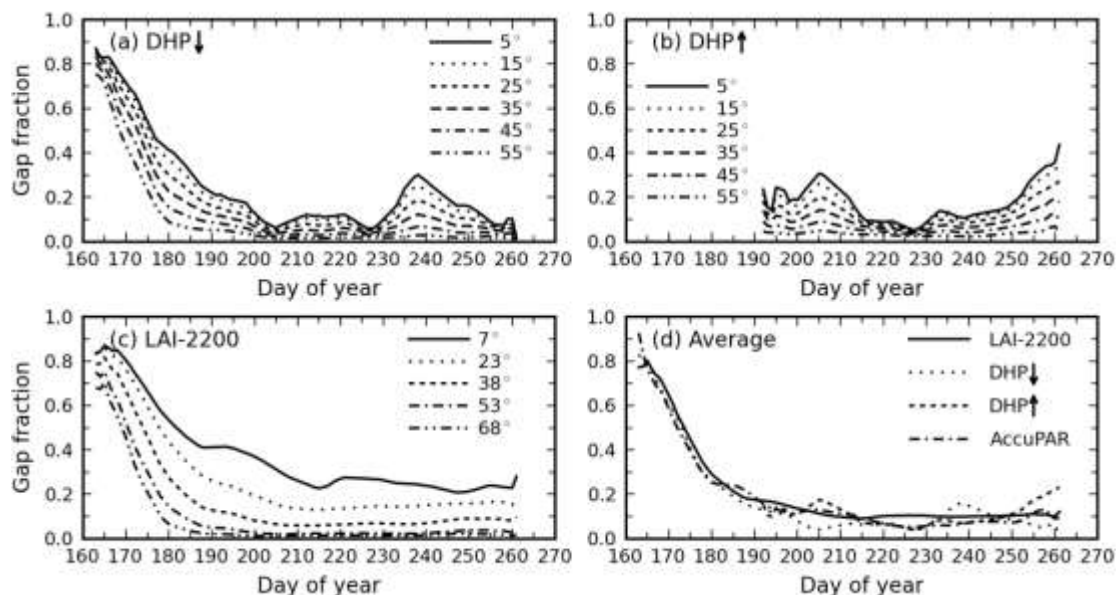 (a) DHP↓
5°
15°
25°
35°
45°
55°
1.0
0.8
0.6
0.4
0.2
0.0
Gap fraction
160 170 180 190 200 210 220 230 240 250 260 270
Day of year
(b) DHP↑
5°
15°
25°
35°
45°
55°
1.0
0.8
0.6
0.4
0.2
0.0
160 170 180 190 200 210 220 230 240 250 260 270
Day of year
(c) LAI-2200
7°
23°
38°
53°
68°
1.0
0.8
0.6
0.4
0.2
0.0
Gap fraction
160 170 180 190 200 210 220 230 240 250 260 270
Day of year
(d) Average
LAI-2200
DHP↓
DHP↑
AccuPAR
1.0
0.8
0.6
0.4
0.2
0.0
160 170 180 190 200 210 220 230 240 250 260 270
Day of year